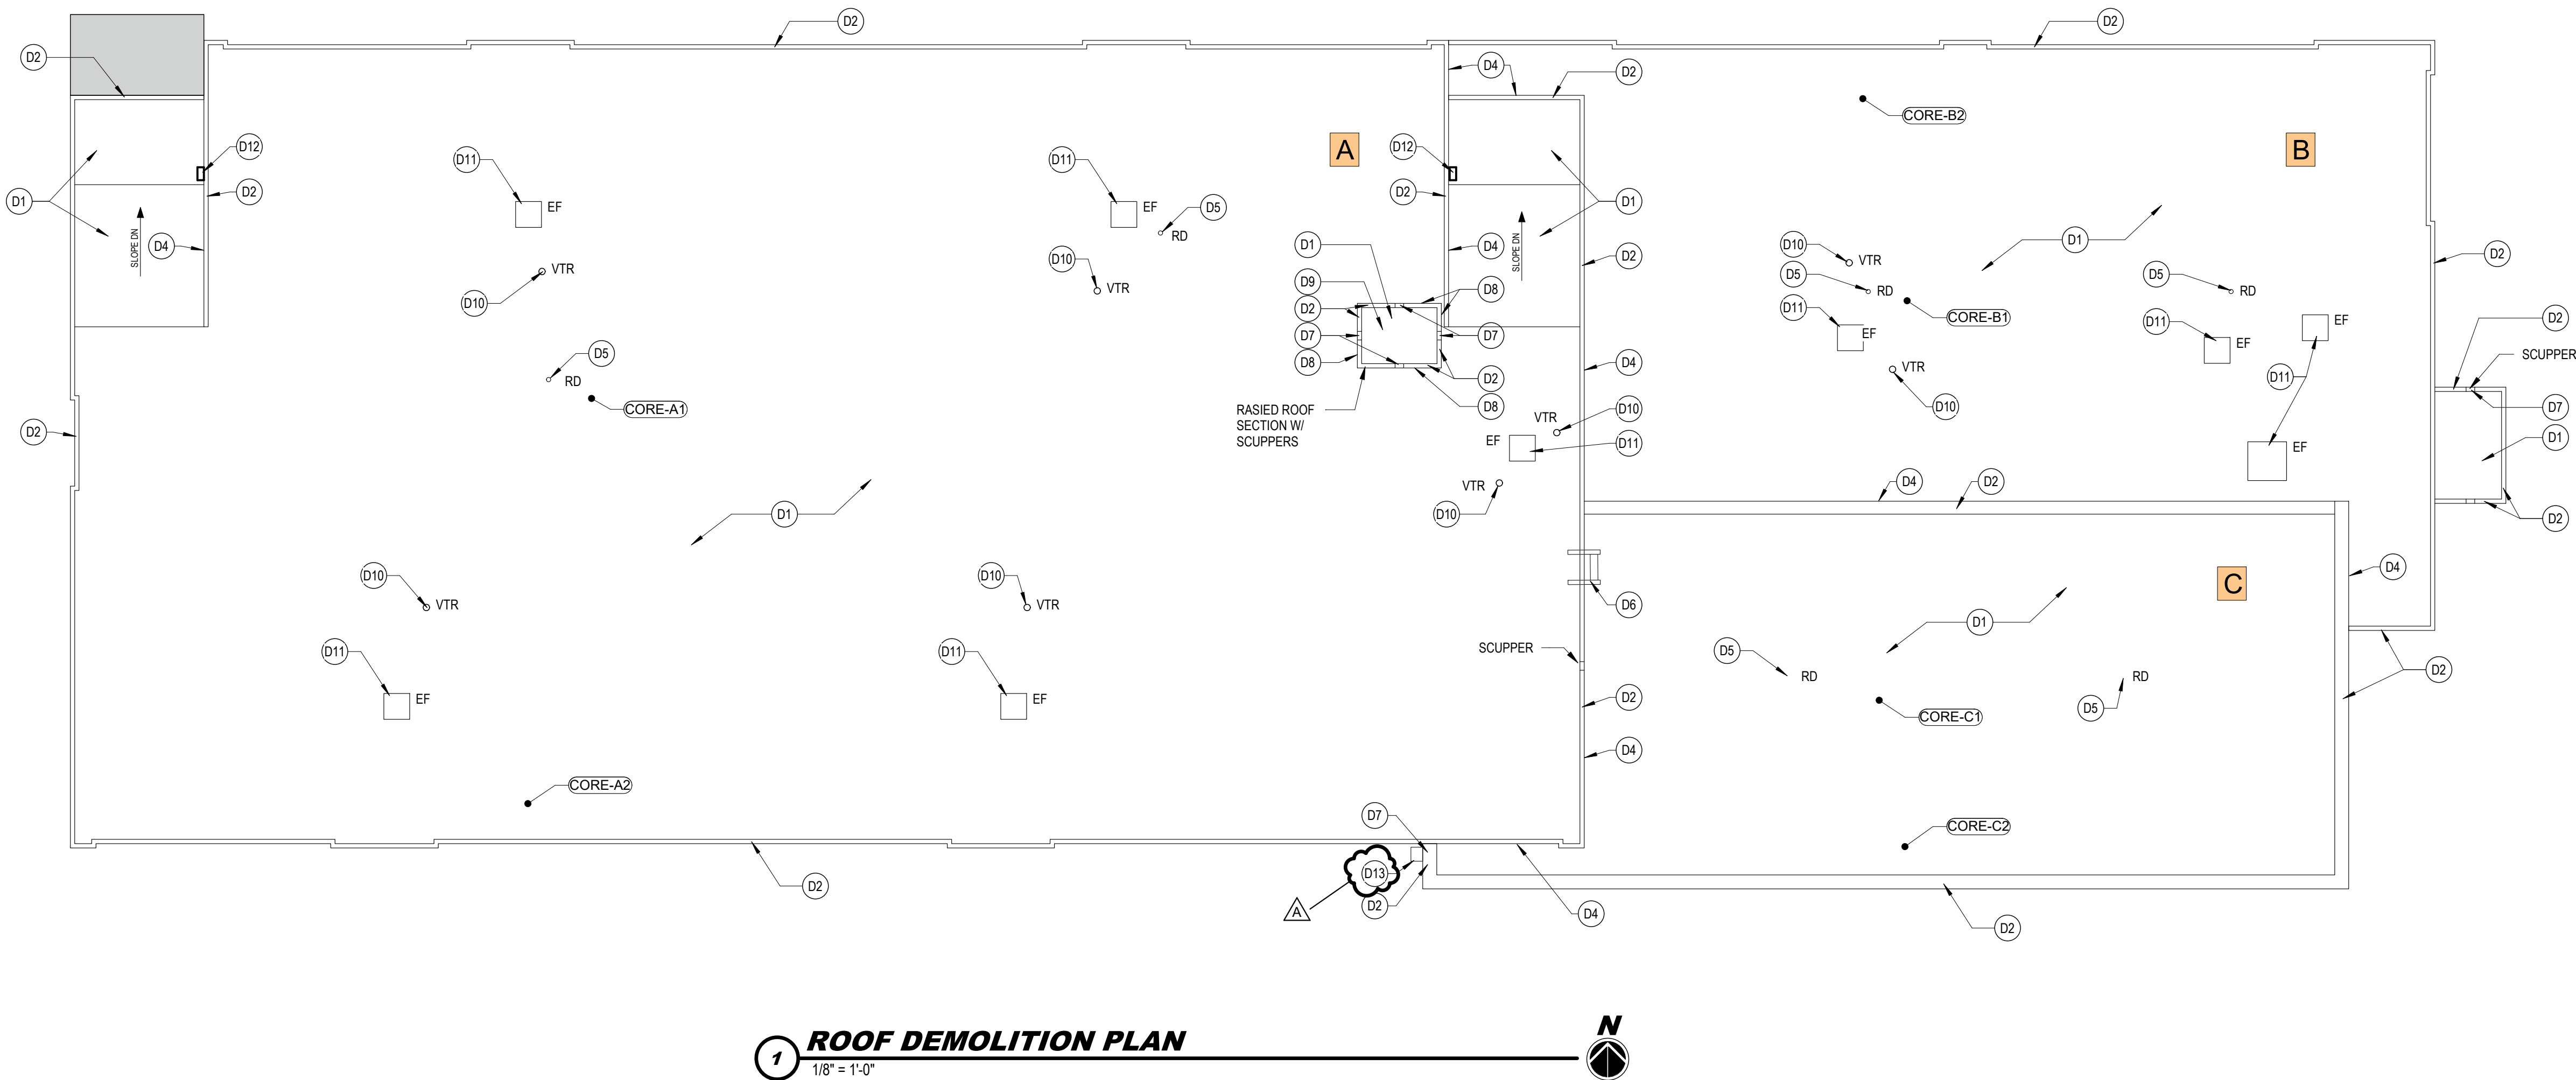 D2
D2
D2
D4
D2
D12
D2
D1
D4
SLOPE DN
D11
EF
D11
EF
D5
RD
A
D12
D2
D1
SLOPE DN
D4
CORE-B2
B
D10
VTR
D10
VTR
D1
D9
D2
D7
D8
D8
D7
D2
D8
D2
D10
VTR
D5
RD
D11
EF
CORE-B1
D1
D5
RD
D11
EF
EF
D11
EF
D2
D2
SCUPPER
D7
D1
D2
D5
RD
CORE-A1
D2
RASIED ROOF
SECTION W/
SCUPPERS
D4
VTR
D10
EF
D11
VTR
D10
VTR
D10
D4
D2
D1
D10
VTR
D10
VTR
D6
C
D4
D1
D11
EF
D11
EF
SCUPPER
D2
D5
RD
RD
D5
D2
CORE-C1
D4
CORE-A2
D7
CORE-C2
D13
D2
A
D2
D4
D2
N
1
ROOF DEMOLITION PLAN
1/8" = 1'-0"